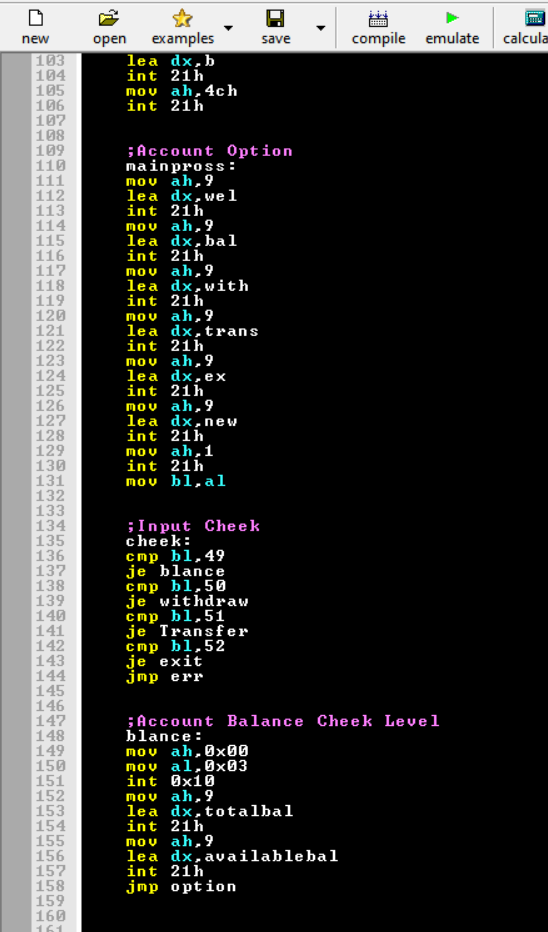 new open examples save compile emulate calcula
103 lea dx,b
104 int 21h
105 mov ah,4ch
106 int 21h
107
108
109 ;Account Option
110 mainpross:
111 mov ah,9
112 lea dx,wel
113 int 21h
114 mov ah,9
115 lea dx,bal
116 int 21h
117 mov ah,9
118 lea dx,with
119 int 21h
120 mov ah,9
121 lea dx,trans
122 int 21h
123 mov ah,9
124 lea dx,ex
125 int 21h
126 mov ah,9
127 lea dx,new
128 int 21h
129 mov ah,1
130 int 21h
131 mov bl,al
132
133
134 ;Input Cheek
135 cheek:
136 cmp bl,49
137 je blance
138 cmp bl,50
139 je withdraw
140 cmp bl,51
141 je Transfer
142 cmp bl,52
143 je exit
144 jmp err
145
146
147 ;Account Balance Cheek Level
148 blance:
149 mov ah,0x00
150 mov al,0x03
151 int 0x10
152 mov ah,9
153 lea dx,totalbal
154 int 21h
155 mov ah,9
156 lea dx,availablebal
157 int 21h
158 jmp option
159
160
161